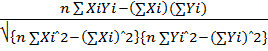 n ∑XiYi – (∑Xi) (∑Yi)
√{n ∑Xi^2–(∑Xi)^2}{n ∑Yi^2–(∑Yi)^2}